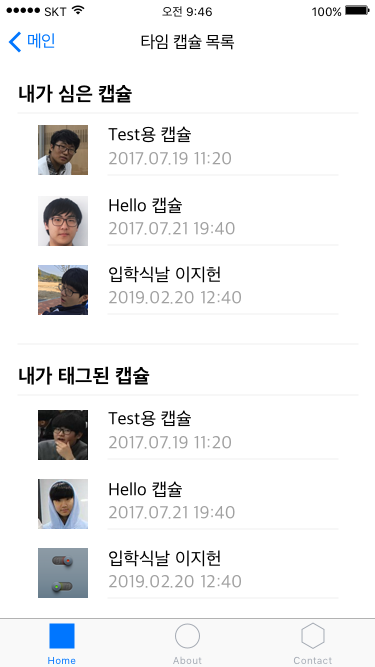 SKT 오전 9:46 100%
메인 타임 캡슐 목록
내가 심은 캡슐
Test용 캡슐
2017.07.19 11:20
Hello 캡슐
2017.07.21 19:40
입학식날 이지헌
2019.02.20 12:40
내가 태그된 캡슐
Test용 캡슐
2017.07.19 11:20
Hello 캡슐
2017.07.21 19:40
입학식날 이지헌
2019.02.20 12:40
Home About Contact